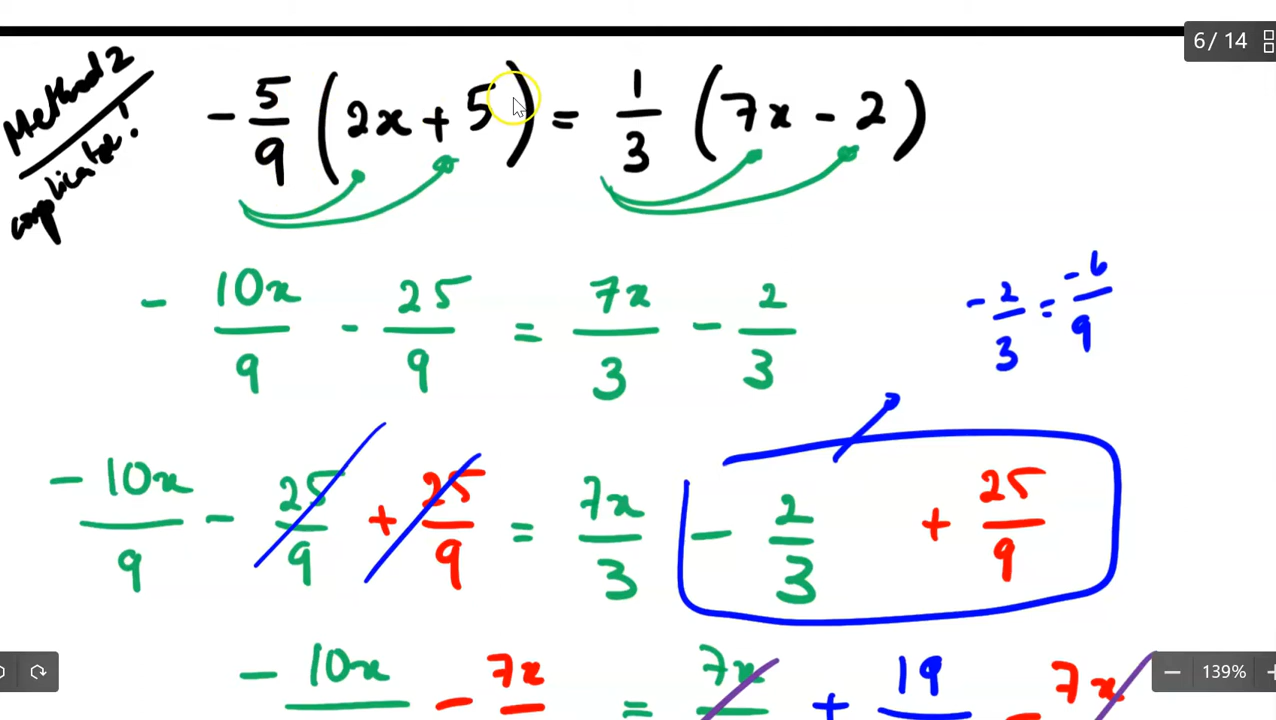 6 / 14
Method 2
complicated!
- 5/9 (2x + 5) = 1/3 (7x - 2)
- 10x/9 - 25/9 = 7x/3 - 2/3
- 2/3 = -6/9
- 10x/9 - 25/9 + 25/9 = 7x/3 - 2/3 + 25/9
- 10x - 7x = 7x + 19 - 7x
139%